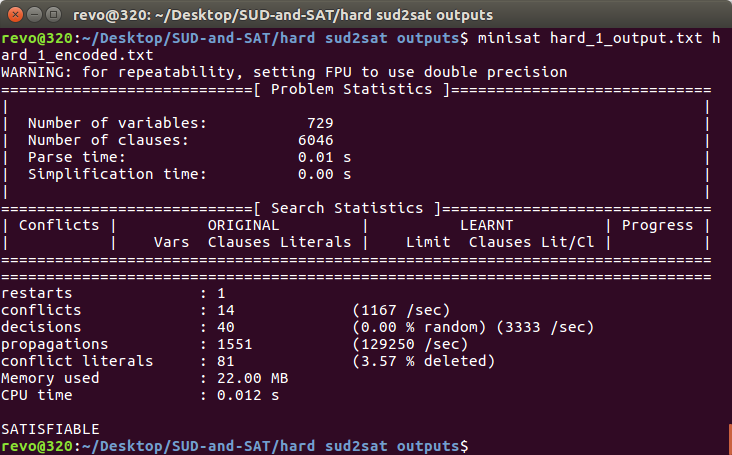 revo@320: ~/Desktop/SUD-and-SAT/hard sud2sat outputs
revo@320:~/Desktop/SUD-and-SAT/hard sud2sat outputs$ minisat hard_1_output.txt h
ard_1_encoded.txt
WARNING: for repeatability, setting FPU to use double precision
============================[ Problem Statistics ]=============================
|                                                                             |
|  Number of variables:           729                                         |
|  Number of clauses:            6046                                         |
|  Parse time:                   0.01 s                                       |
|  Simplification time:          0.00 s                                       |
|                                                                             |
============================[ Search Statistics ]==============================
| Conflicts |          ORIGINAL         |          LEARNT          | Progress |
|           |    Vars  Clauses Literals |    Limit  Clauses Lit/Cl |          |
===============================================================================
===============================================================================
restarts              : 1
conflicts             : 14             (1167 /sec)
decisions             : 40             (0.00 % random) (3333 /sec)
propagations          : 1551           (129250 /sec)
conflict literals     : 81             (3.57 % deleted)
Memory used           : 22.00 MB
CPU time              : 0.012 s

SATISFIABLE
revo@320:~/Desktop/SUD-and-SAT/hard sud2sat outputs$